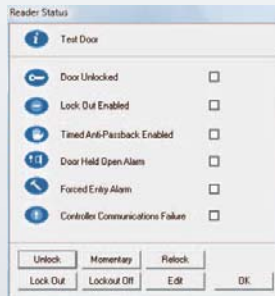 Reader Status
Test Door
Door Unlocked
Lock Out Enabled
Timed Anti-Passback Enabled
Door Held Open Alarm
Forced Entry Alarm
Controller Communications Failure
Unlock Momentary Relock
Lock Out Lockout Off Edit OK